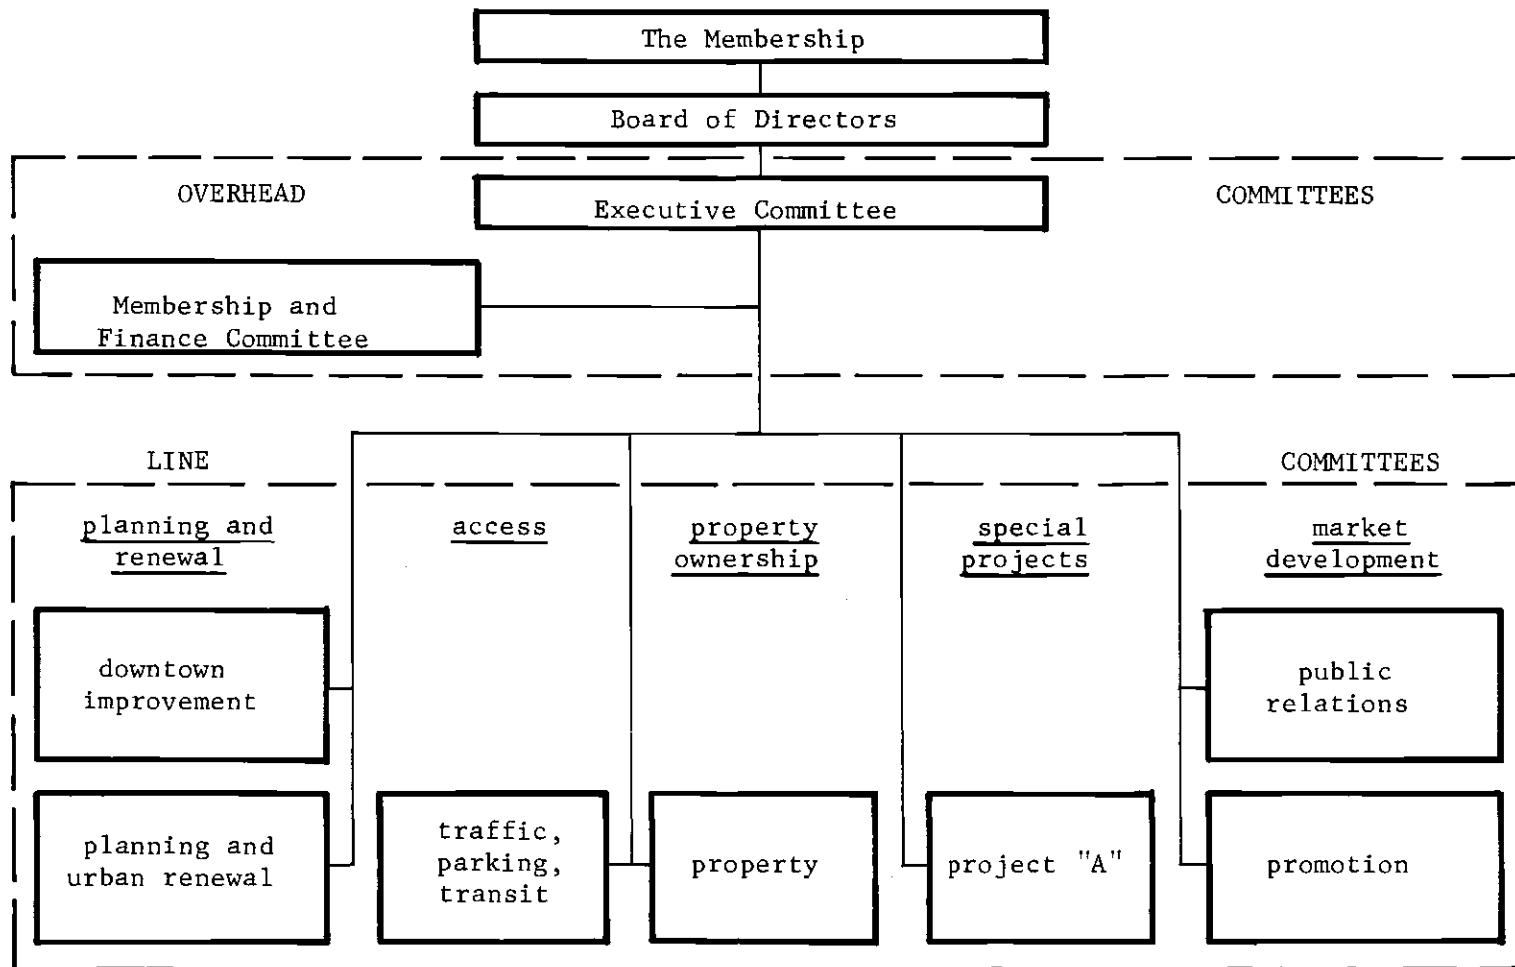 The Membership
Board of Directors
OVERHEAD
Executive Committee
COMMITTEES
Membership and
Finance Committee
LINE
COMMITTEES
planning and
renewal
access
property
ownership
special
projects
market
development
downtown
improvement
public
relations
planning and
urban renewal
traffic,
parking,
transit
property
project "A"
promotion